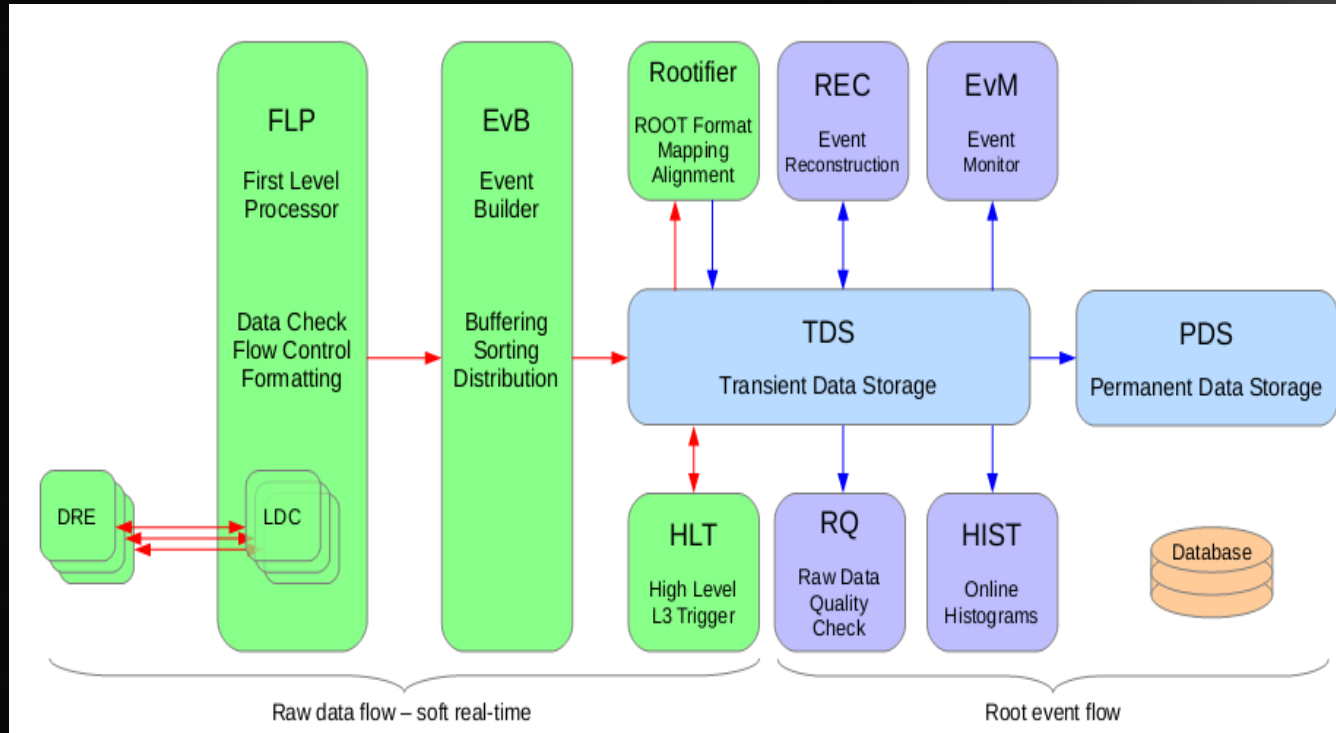 FLP
First Level
Processor
Data Check
Flow Control
Formatting
DRE
LDC
EvB
Event
Builder
Buffering
Sorting
Distribution
Rootifier
ROOT Format
Mapping
Alignment
REC
Event
Reconstruction
EvM
Event
Monitor
TDS
Transient Data Storage
PDS
Permanent Data Storage
HLT
High Level
L3 Trigger
RQ
Raw Data
Quality
Check
HIST
Online
Histograms
Database
Raw data flow – soft real-time
Root event flow